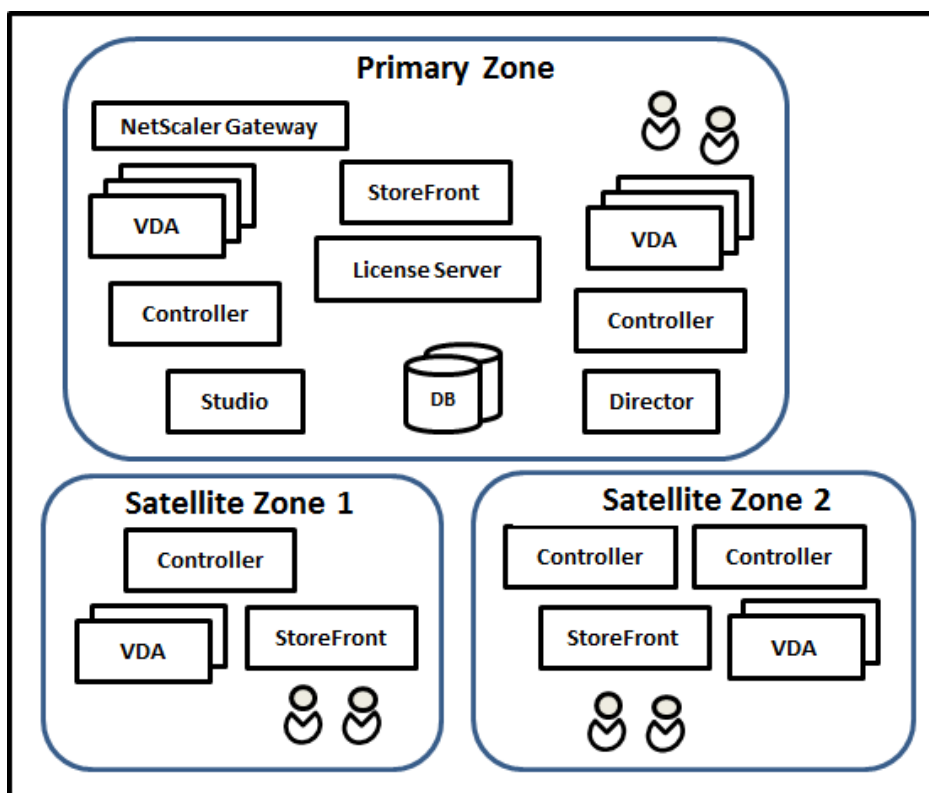 Primary Zone
NetScaler Gateway
StoreFront
VDA
VDA
License Server
Controller
Controller
Studio
DB
Director
Satellite Zone 1
Controller
VDA
StoreFront
Satellite Zone 2
Controller
Controller
StoreFront
VDA